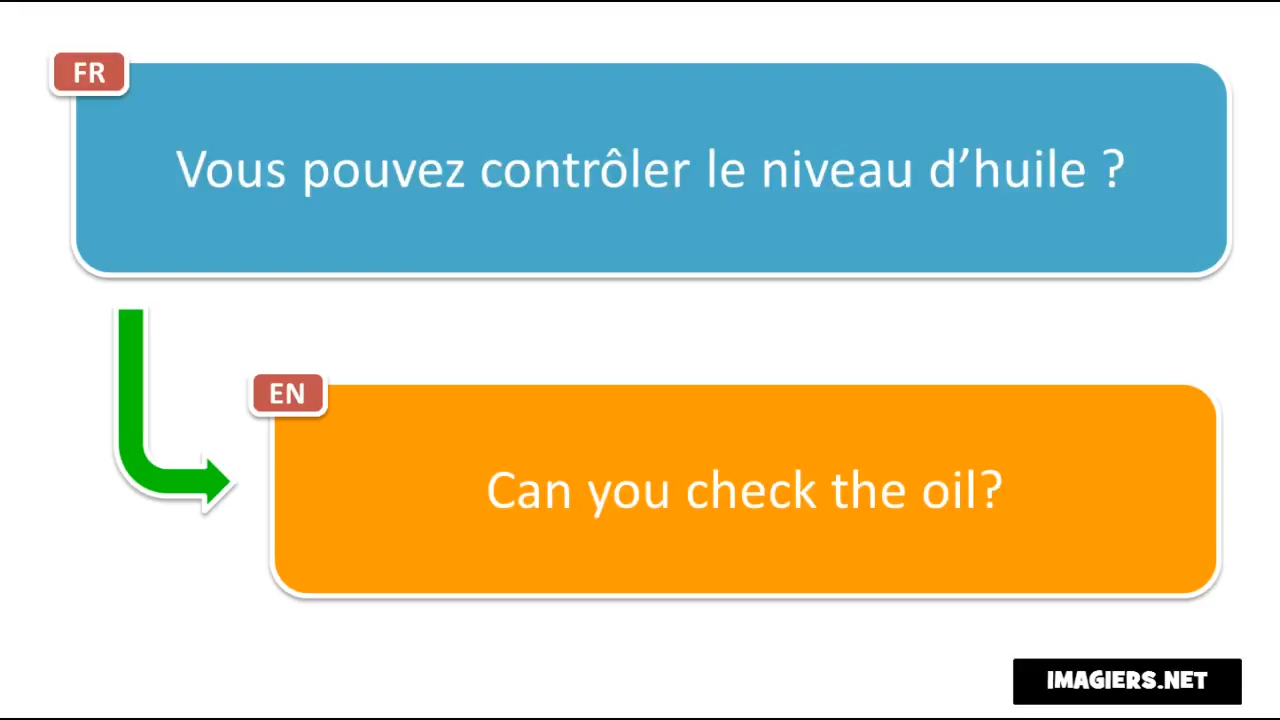 FR
Vous pouvez contrôler le niveau d’huile ?
EN
Can you check the oil?
IMAGIERS.NET